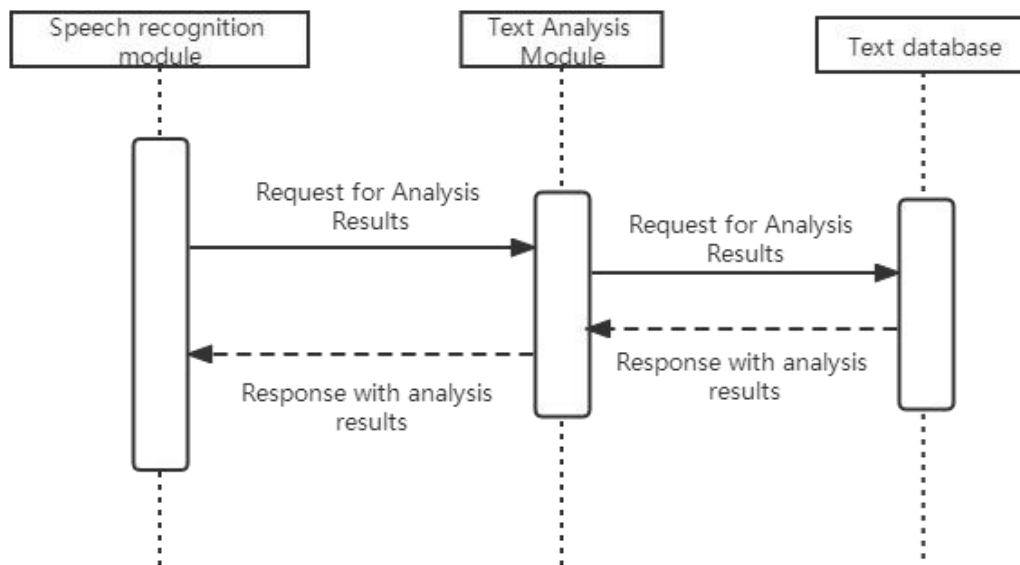 Speech recognition
module
Text Analysis
Module
Text database
Request for Analysis
Results
Request for Analysis
Results
Response with analysis
results
Response with analysis
results